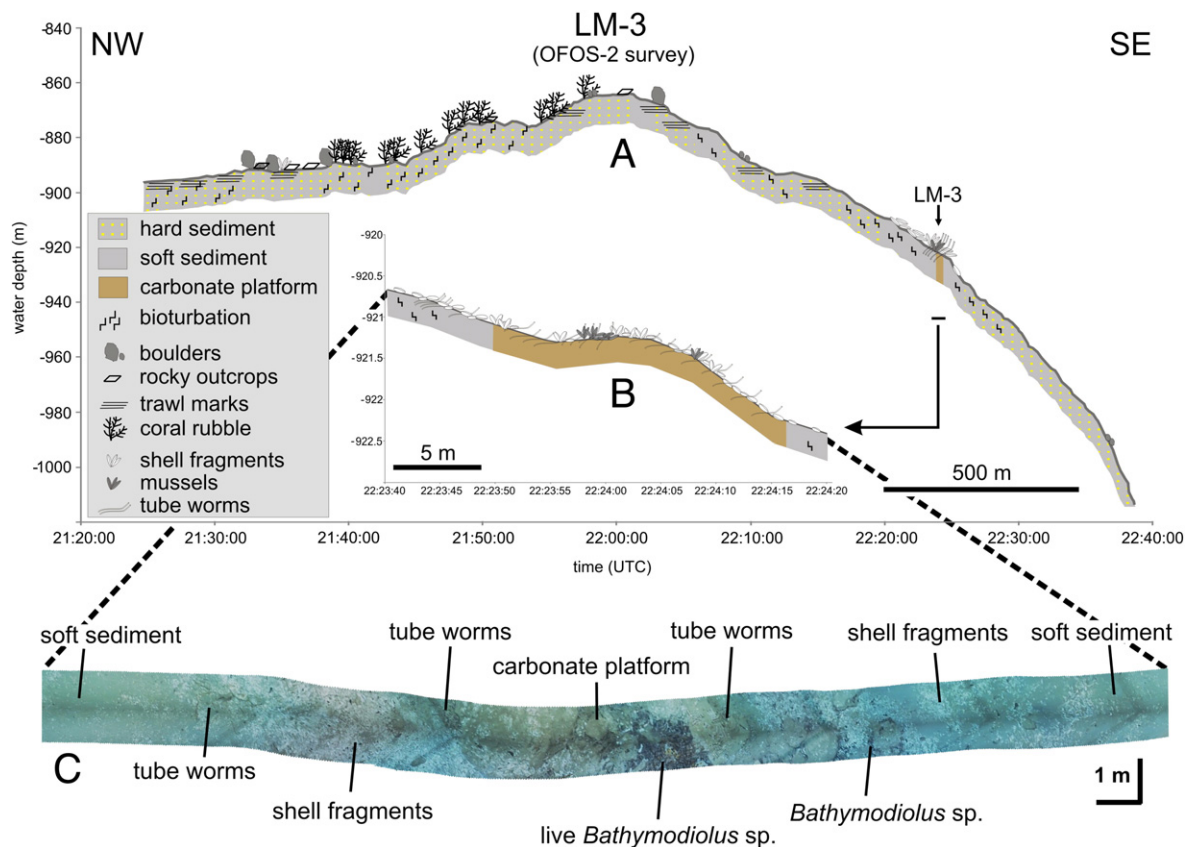 NW
LM-3
(OFOS-2 survey)
SE
-840
-860
-880
-900
-920
-940
-960
-980
-1000
water depth (m)
A
LM-3
hard sediment
soft sediment
carbonate platform
bioturbation
boulders
rocky outcrops
trawl marks
coral rubble
shell fragments
mussels
tube worms
-920
-920.5
-921
-921.5
-922
-922.5
B
5 m
22:23:40
22:23:45
22:23:50
22:23:55
22:24:00
22:24:05
22:24:10
22:24:15
22:24:20
500 m
21:20:00
21:30:00
21:40:00
21:50:00
22:00:00
22:10:00
22:20:00
22:30:00
22:40:00
time (UTC)
soft sediment
tube worms
carbonate platform
tube worms
shell fragments
soft sediment
C
tube worms
shell fragments
live Bathymodiolus sp.
Bathymodiolus sp.
1 m